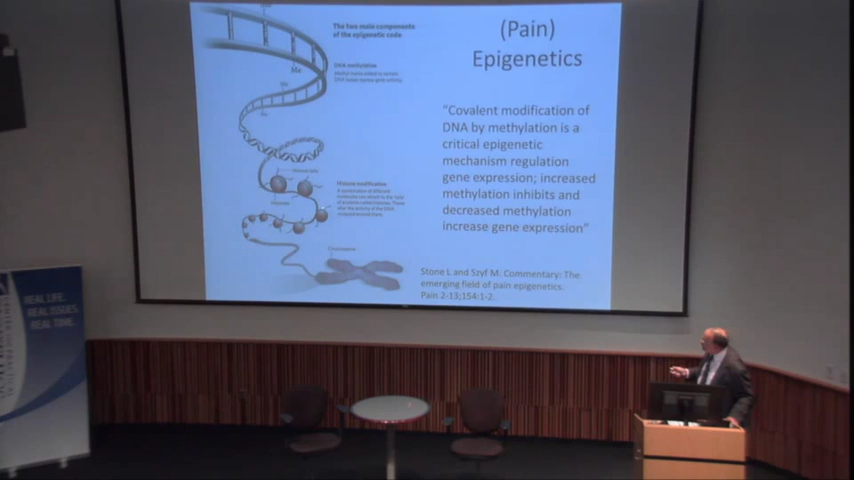 (Pain)
Epigenetics
The two main components
of the epigenetic code
Me
DNA methylation
Me
Me
"Covalent modification of
DNA by methylation is a
critical epigenetic
mechanism regulation
gene expression; increased
methylation inhibits and
decreased methylation
increase gene expression"
Histone modification
Chromosome
Stone L and Szyf M. Commentary: The
emerging field of pain epigenetics.
Pain 2-13;154:1-2.
REAL LIFE.
REAL ISSUES.
REAL TIME.